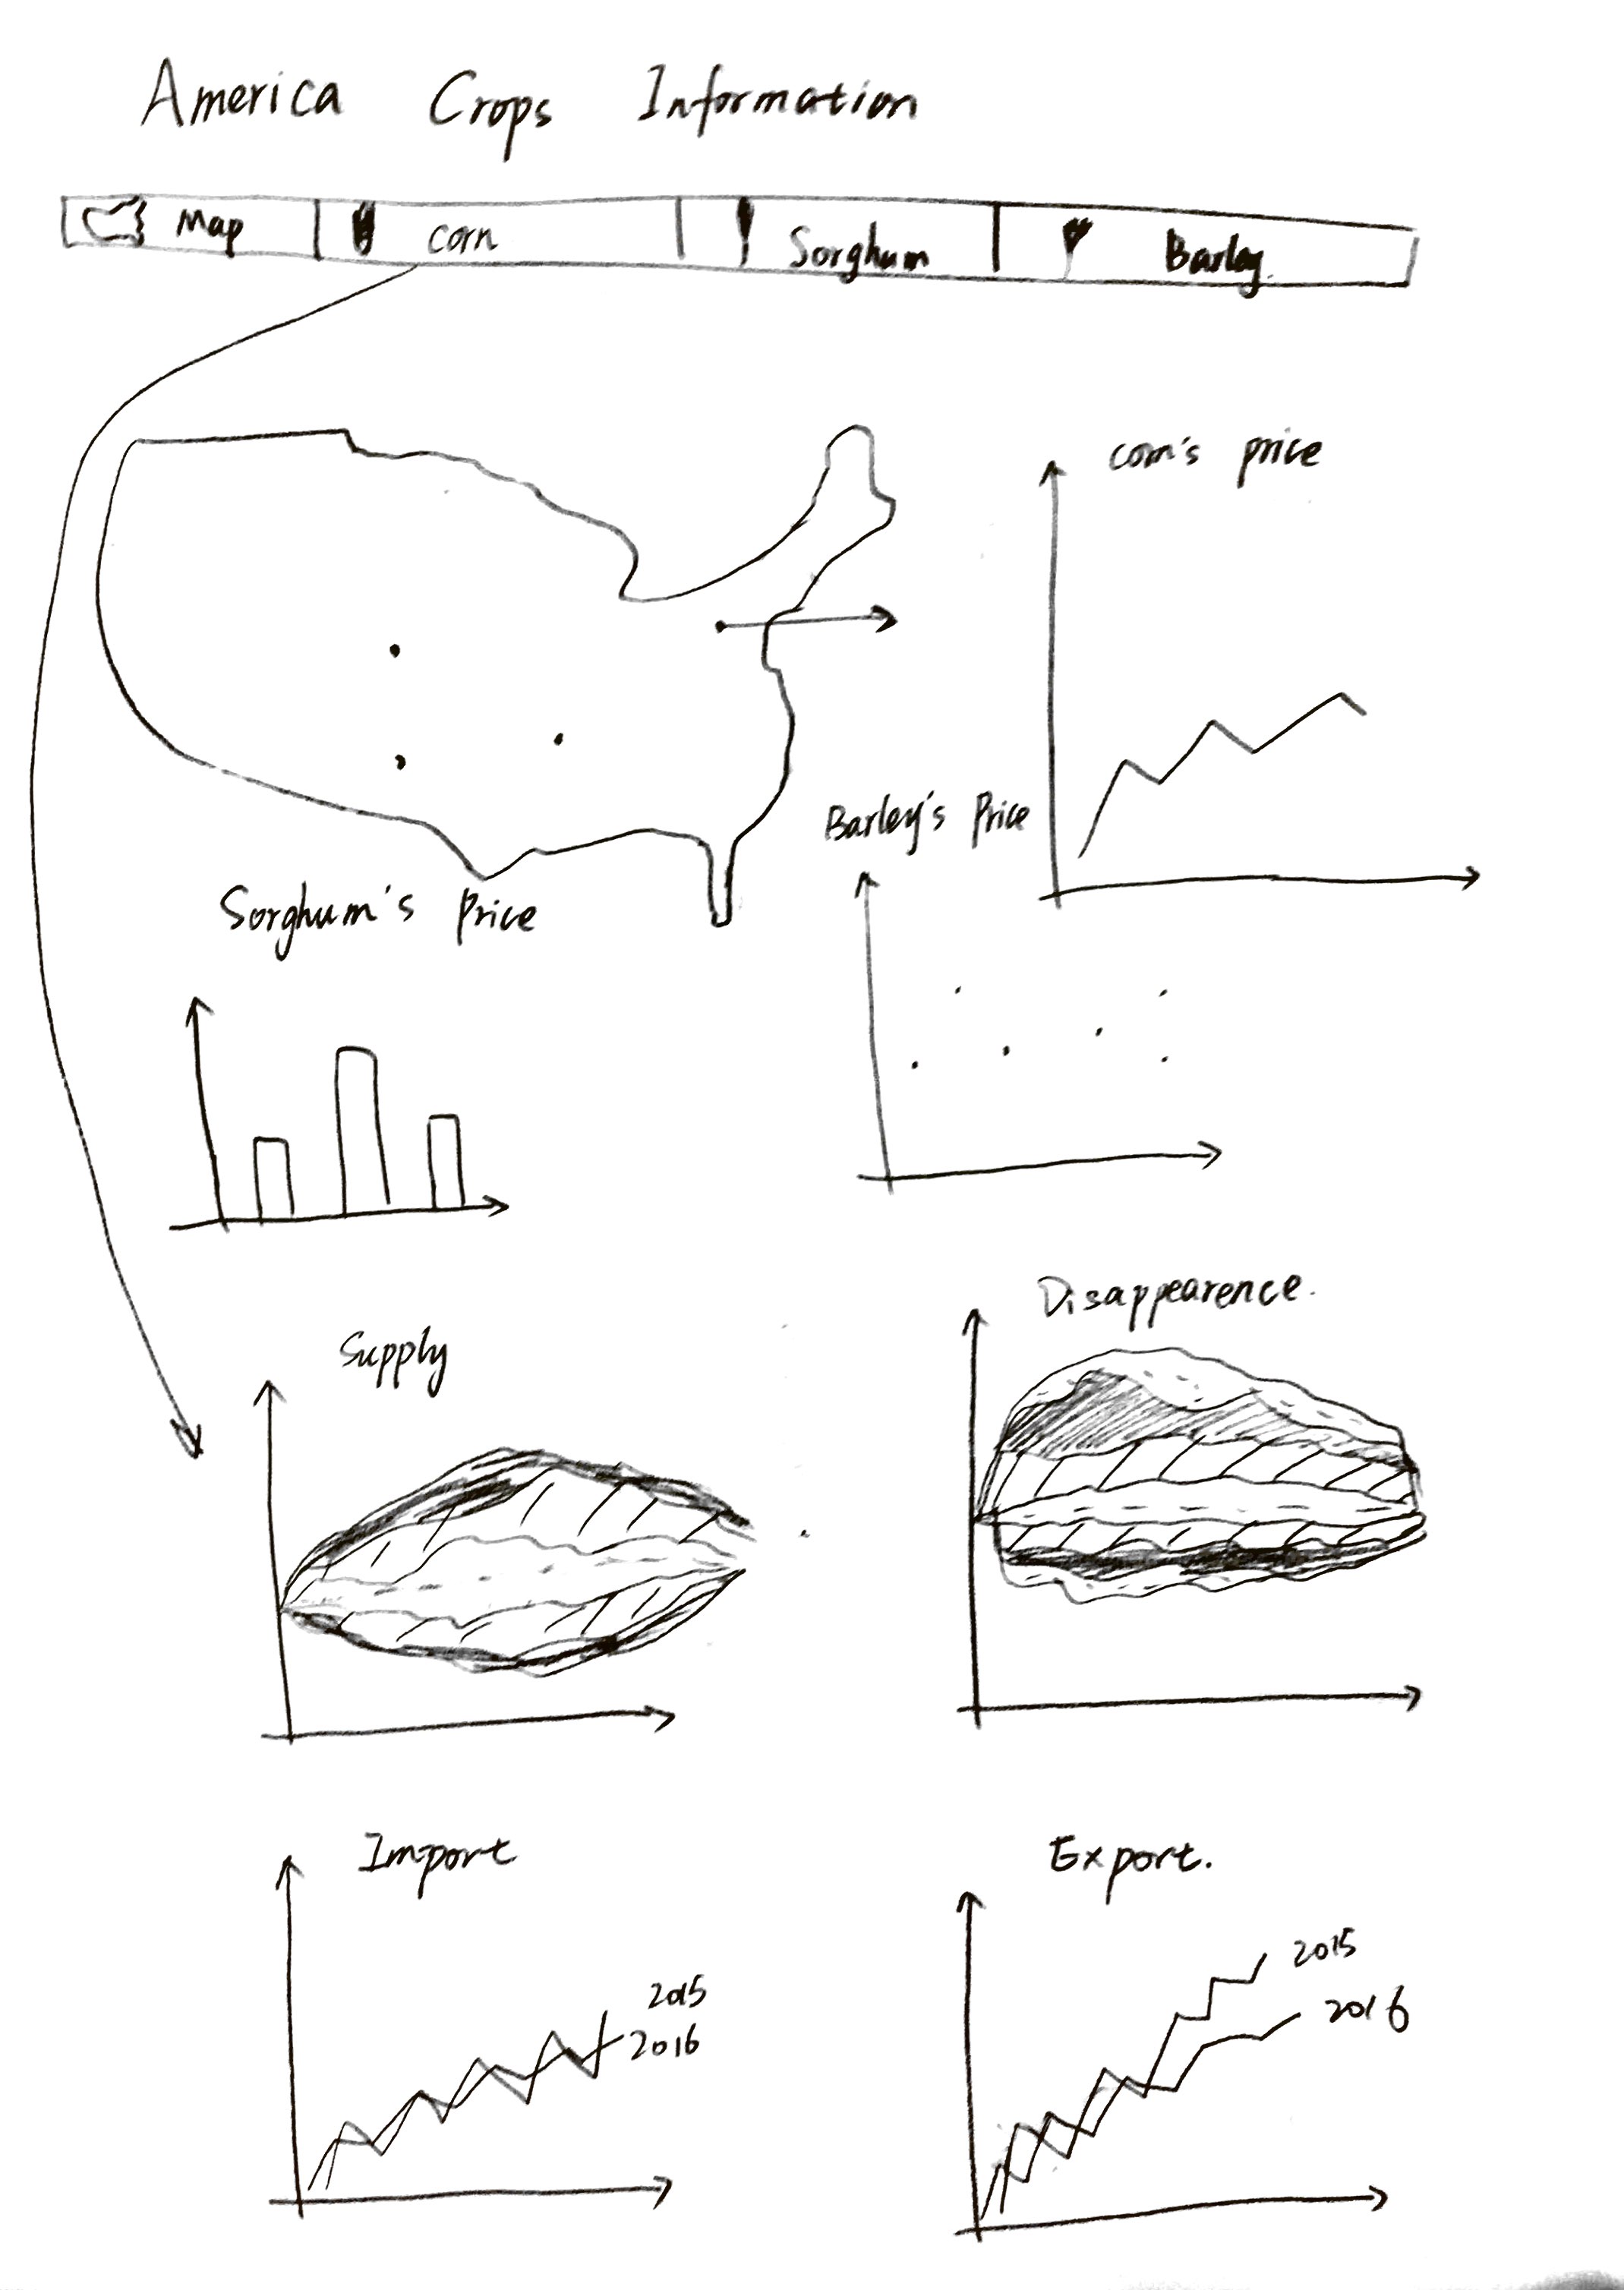 America Crops Information
Map corn Sorghum Barley
corn's price
Barley's Price
Sorghum's Price
Disappearence.
Supply
Import
Export.
2015
2016
2015
2016